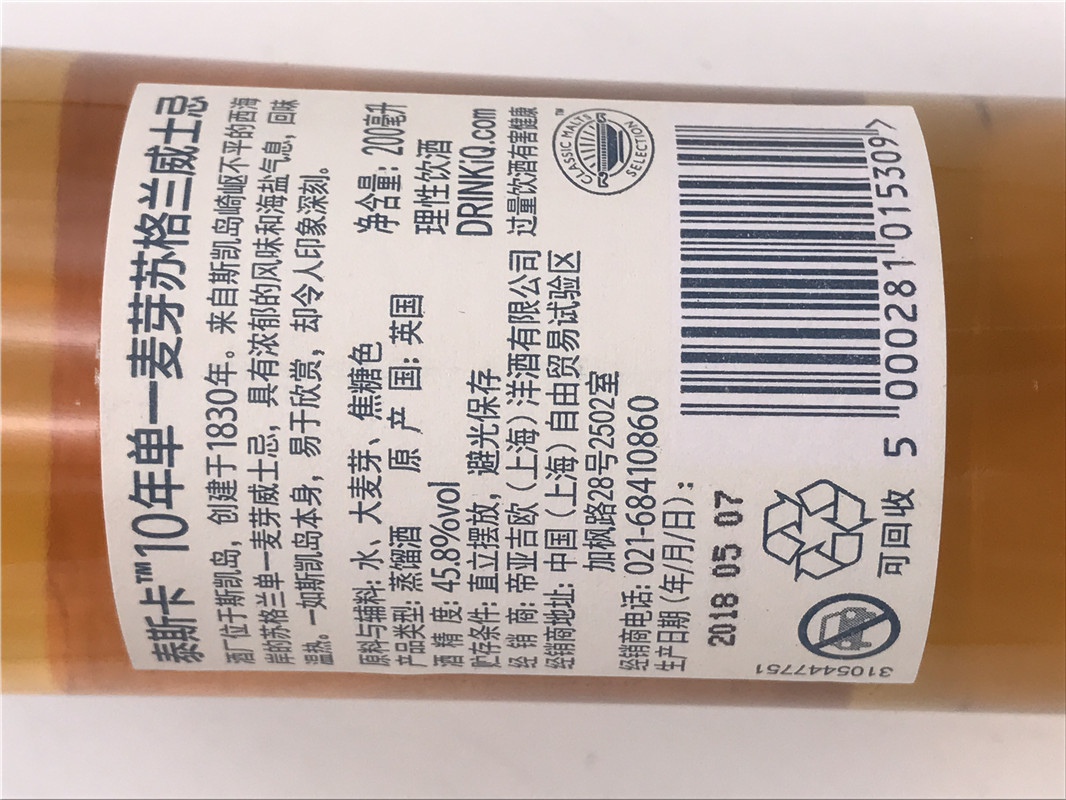 泰斯卡™10年单一麦芽苏格兰威士忌
酒厂位于斯凯岛，创建于1830年。来自斯凯岛崎岖不平的西海
岸的苏格兰单一麦芽威士忌，具有浓郁的风味和海盐气息，回味
温热。一如斯凯岛本身，易于欣赏，却令人印象深刻。
原料与辅料：水、大麦芽、焦糖色
净含量：200毫升
产品类型：蒸馏酒
原 产 国：英国
理性饮酒
酒 精 度：45.8%vol
DRINKiQ.com
贮存条件：直立摆放，避光保存
过量饮酒有害健康
经 销 商：帝亚吉欧（上海）洋酒有限公司
经销商地址：中国（上海）自由贸易试验区
加枫路28号2502室
经销商电话：021-68410860
生产日期（年/月/日）：
2018 05 07
CLASSIC MALTS
SELECTION
™
5 000281 015309>
可回收
3105447751